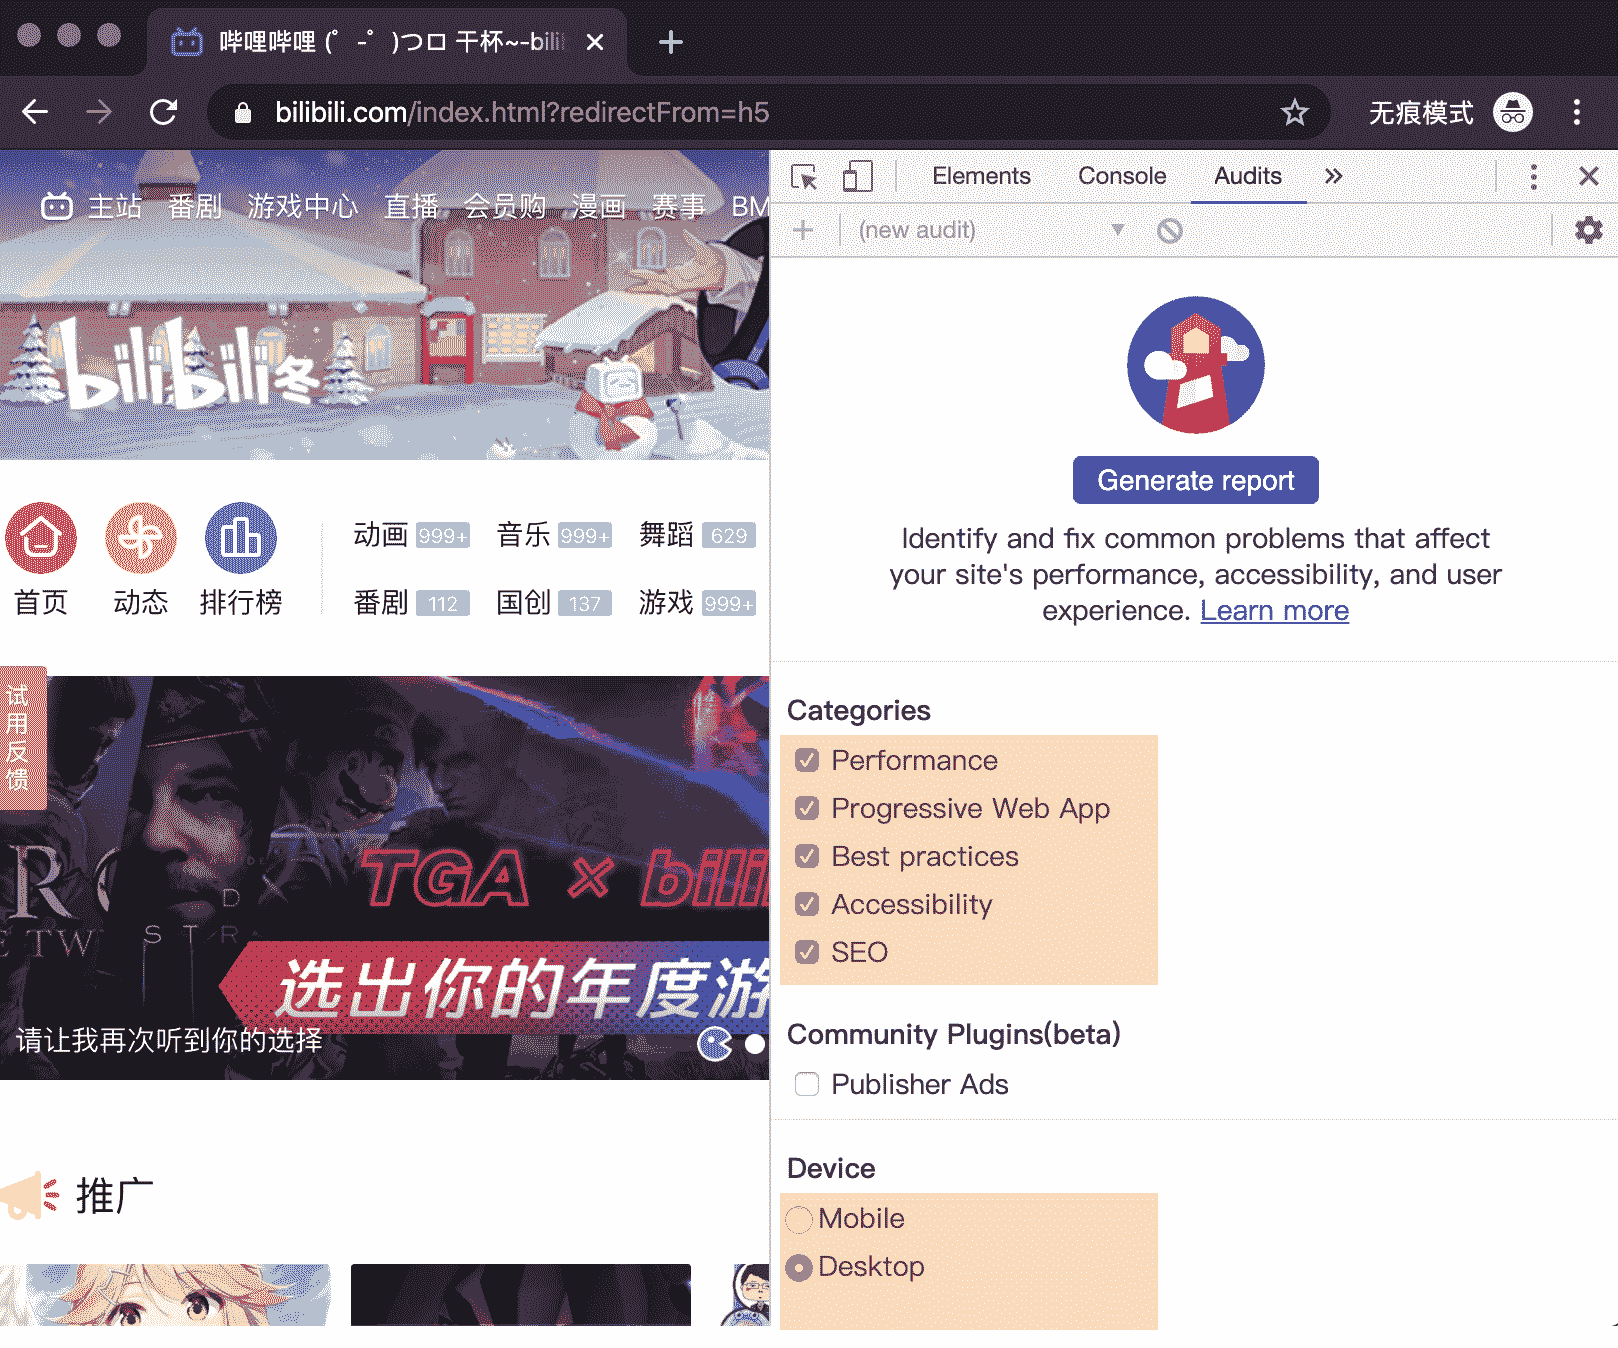 哔哩哔哩 (゜-゜)つロ 干杯~-bili
bilibili.com/index.html?redirectFrom=h5
无痕模式
主站 番剧 游戏中心 直播 会员购 漫画 赛事 BM
bilibili冬
首页
动态
排行榜
动画 999+ 音乐 999+ 舞蹈 629
番剧 112 国创 137 游戏 999+
试用反馈
TGA × bili
选出你的年度游
请让我再次听到你的选择
推广
Elements Console Audits
(new audit)
Generate report
Identify and fix common problems that affect
your site's performance, accessibility, and user
experience. Learn more
Categories
Performance
Progressive Web App
Best practices
Accessibility
SEO
Community Plugins(beta)
Publisher Ads
Device
Mobile
Desktop